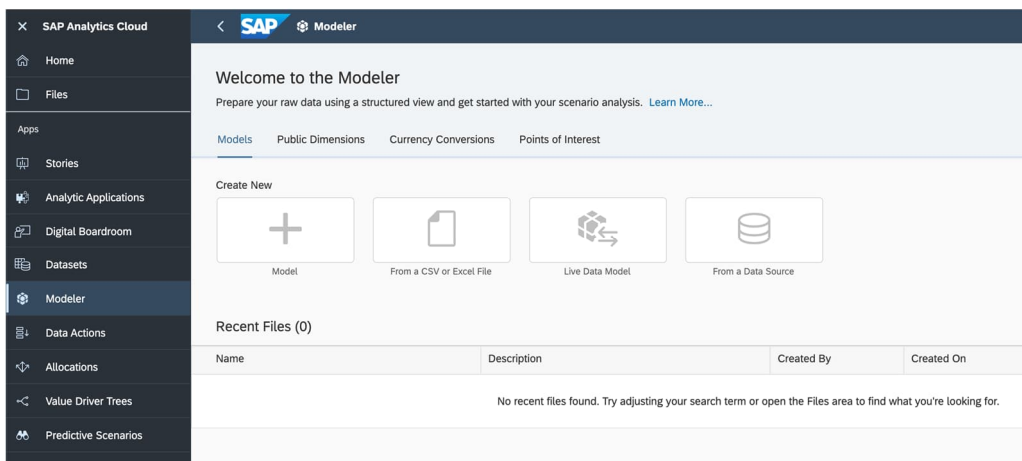 SAP Analytics Cloud
Home
Files
Apps
Stories
Analytic Applications
Digital Boardroom
Datasets
Modeler
Data Actions
Allocations
Value Driver Trees
Predictive Scenarios
SAP Modeler
Welcome to the Modeler
Prepare your raw data using a structured view and get started with your scenario analysis. Learn More...
Models Public Dimensions Currency Conversions Points of Interest
Create New
Model From a CSV or Excel File Live Data Model From a Data Source
Recent Files (0)
Name Description Created By Created On
No recent files found. Try adjusting your search term or open the Files area to find what you're looking for.